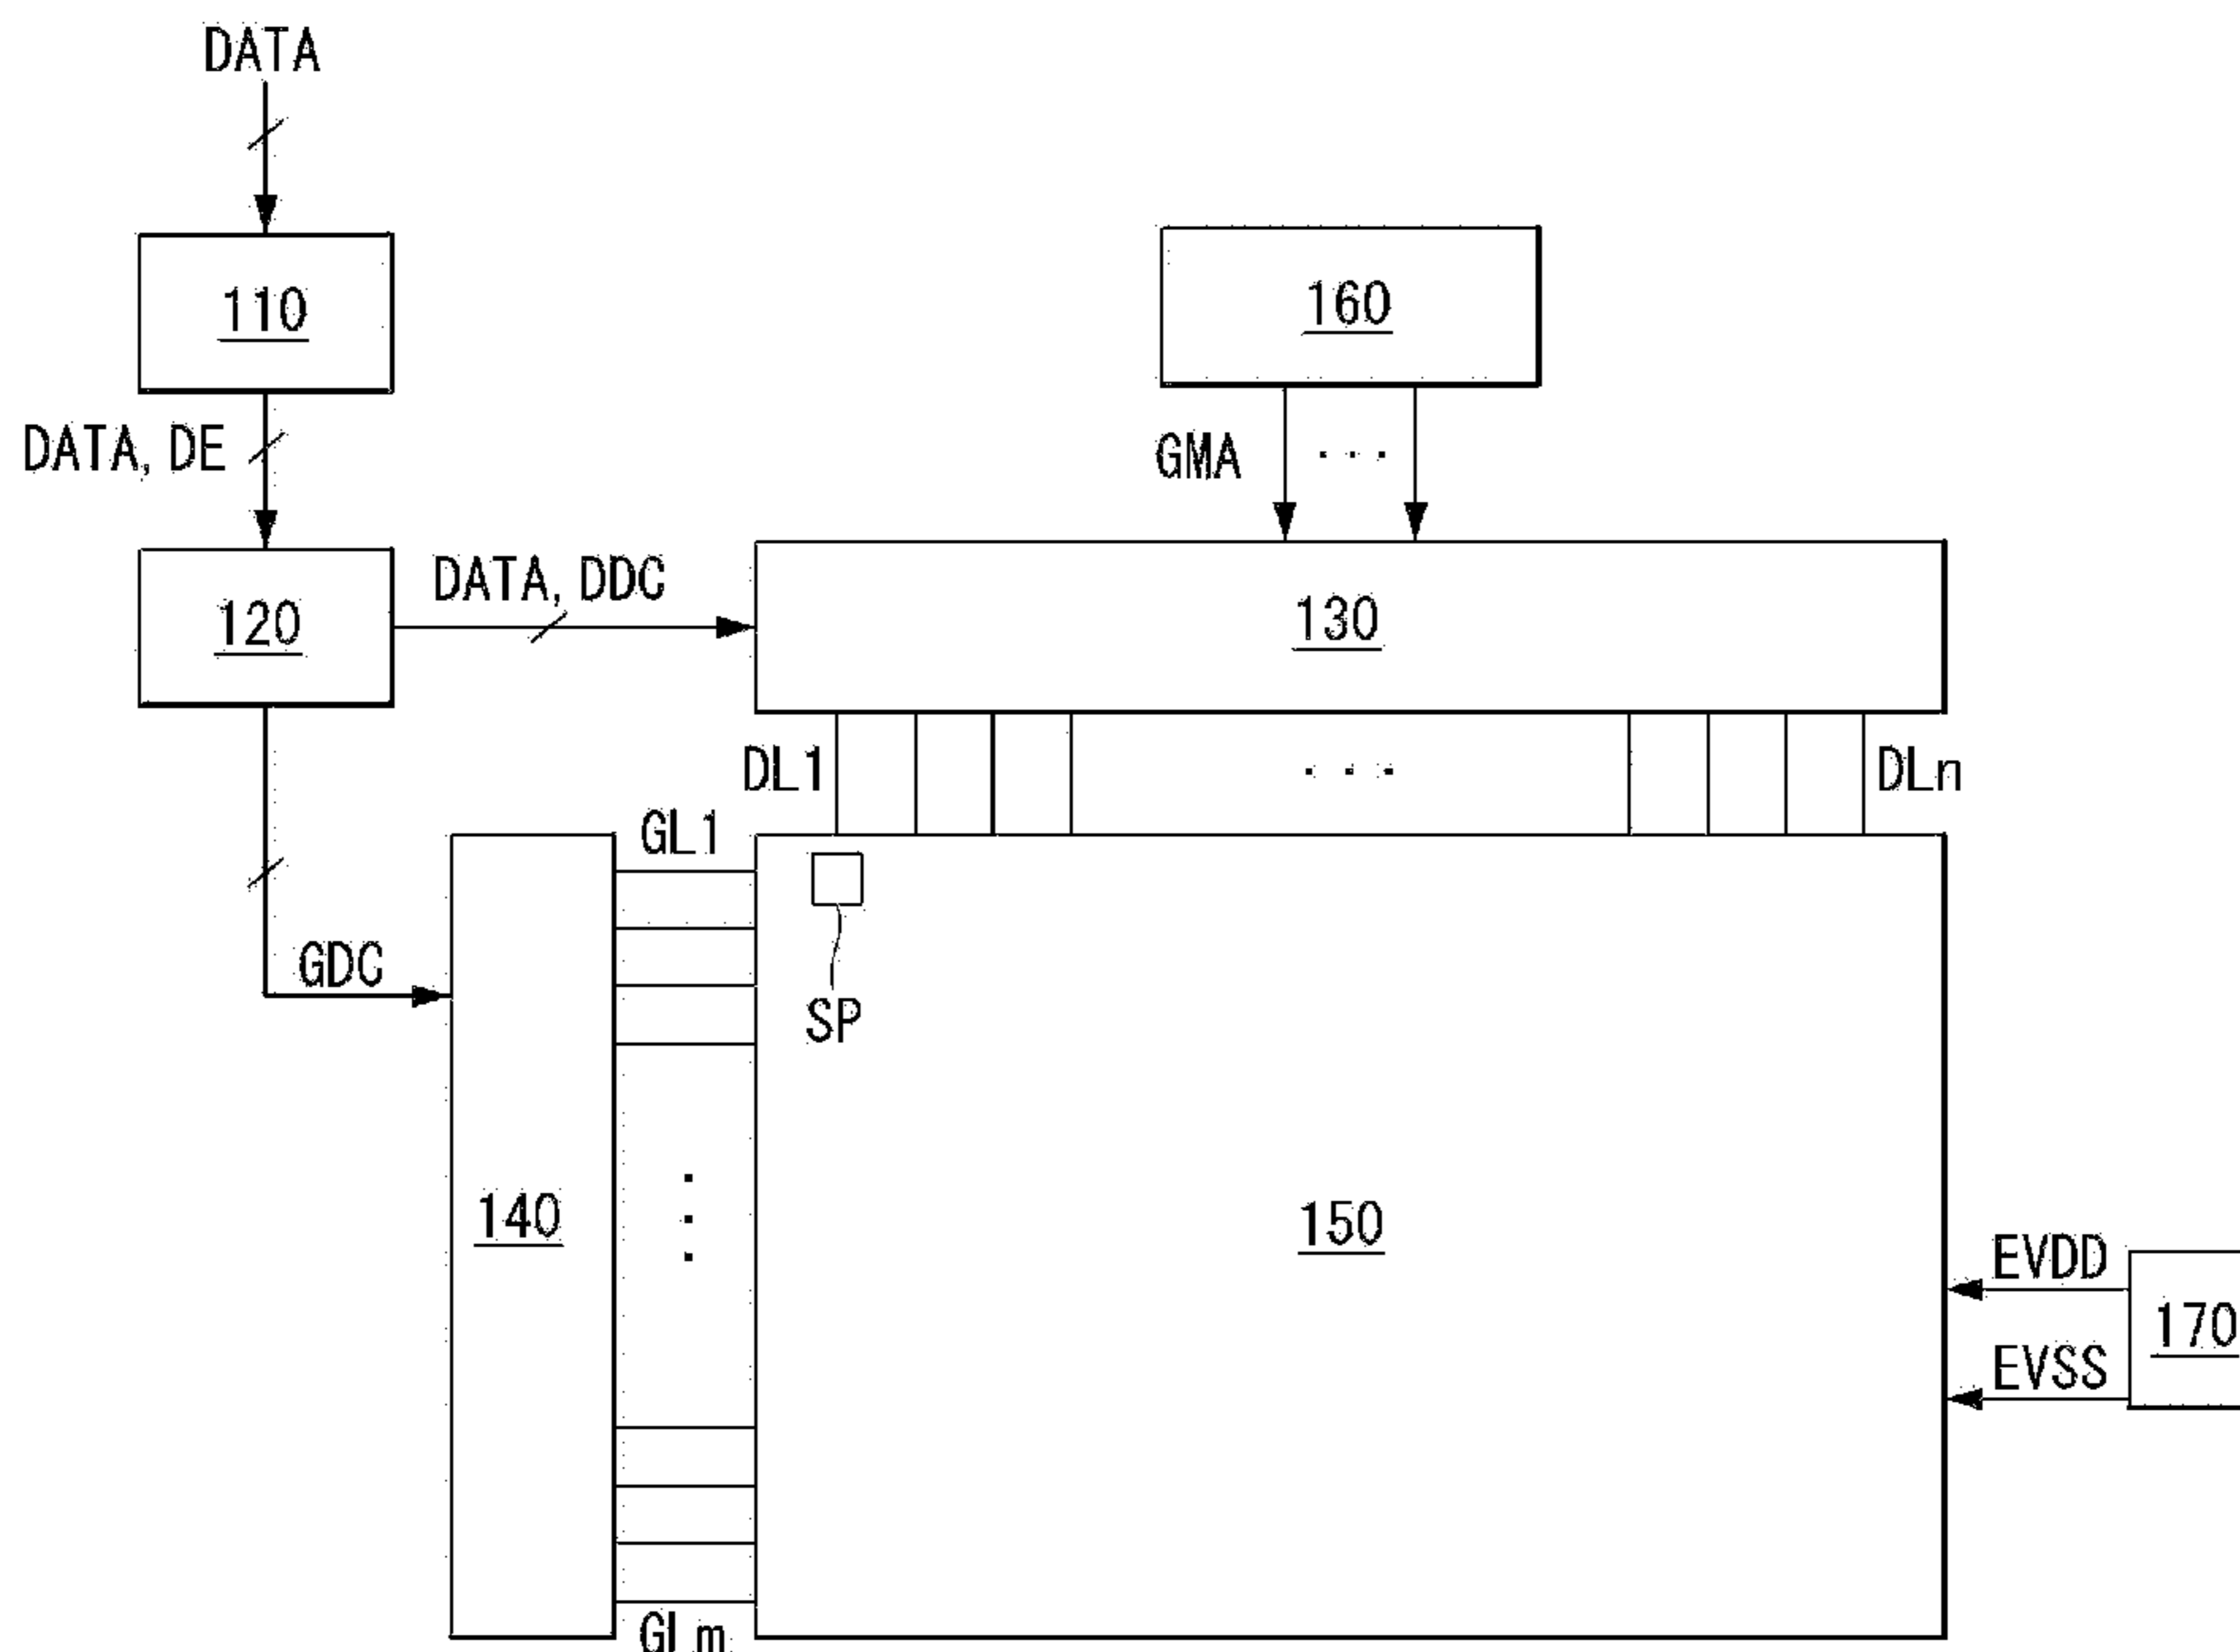 DATA
110
160
DATA, DE
GMA
...
120
DATA, DDC
130
DL1
...
DLn
GL1
SP
GDC
140
150
EVDD
EVSS
170
GLm